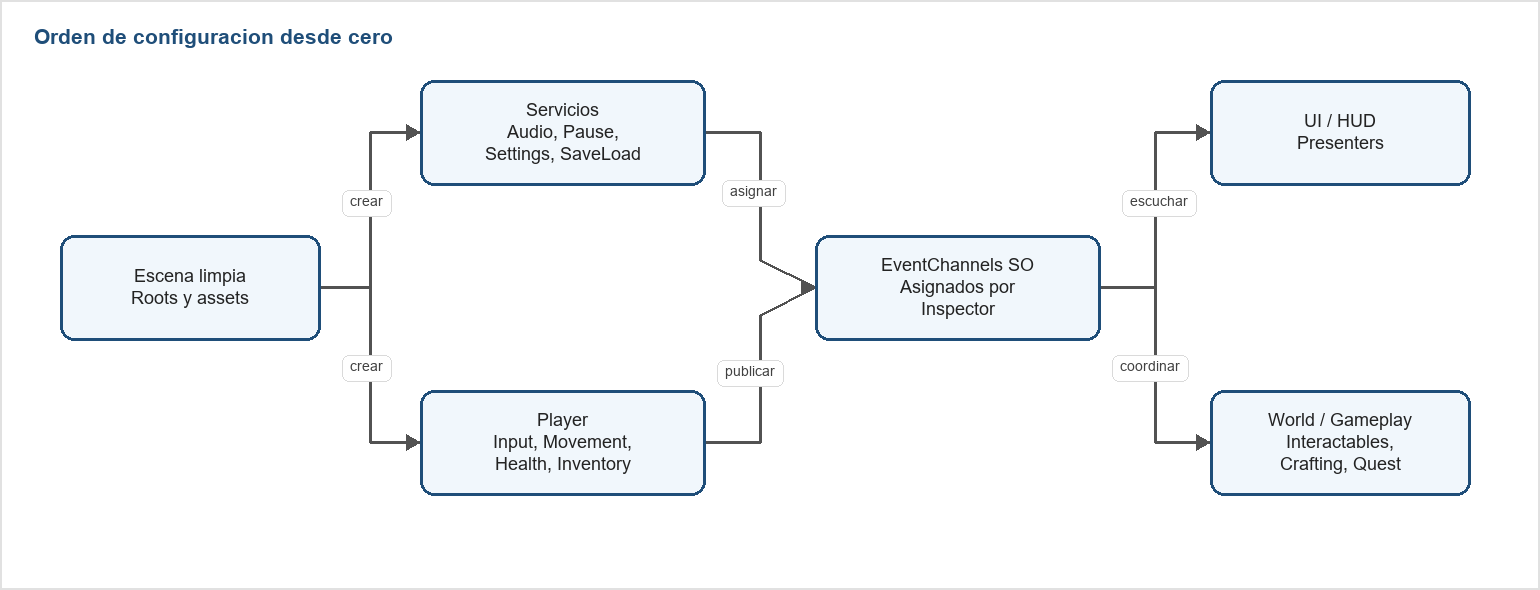 Orden de configuracion desde cero
Escena limpia
Roots y assets
crear
crear
Servicios
Audio, Pause,
Settings, SaveLoad
Player
Input, Movement,
Health, Inventory
asignar
publicar
EventChannels SO
Asignados por
Inspector
escuchar
coordinar
UI / HUD
Presenters
World / Gameplay
Interactables,
Crafting, Quest